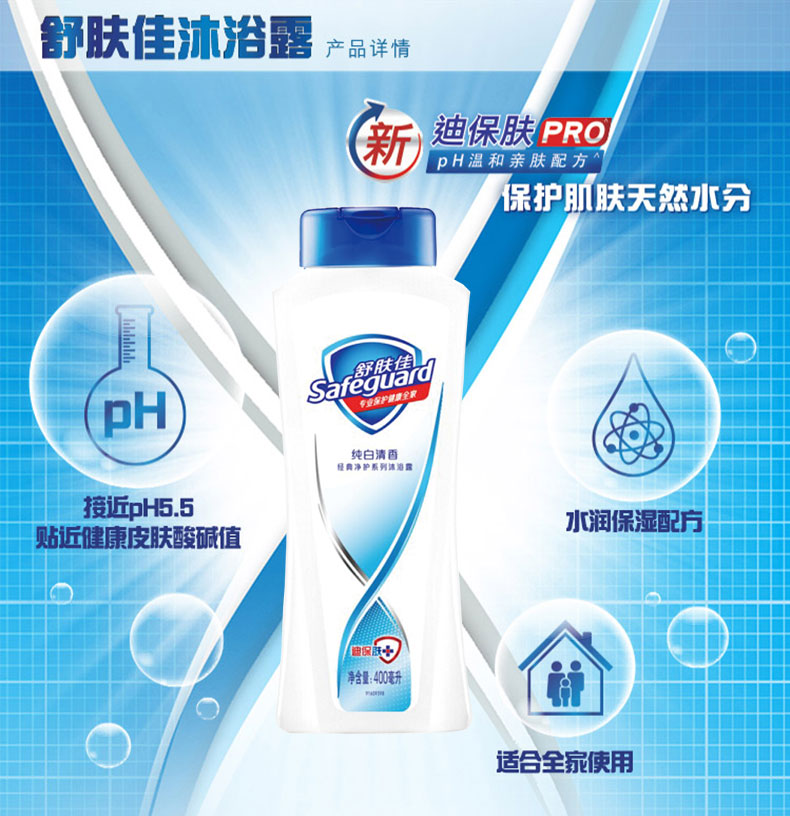 舒肤佳沐浴露 产品详情
新 迪保肤 PRO^
pH温和亲肤配方^
保护肌肤天然水分
舒肤佳
Safeguard
专业保护健康全家
纯白清香
经典净护系列沐浴露
pH
接近pH5.5
贴近健康皮肤酸碱值
水润保湿配方
迪保肤
净含量:400毫升
适合全家使用